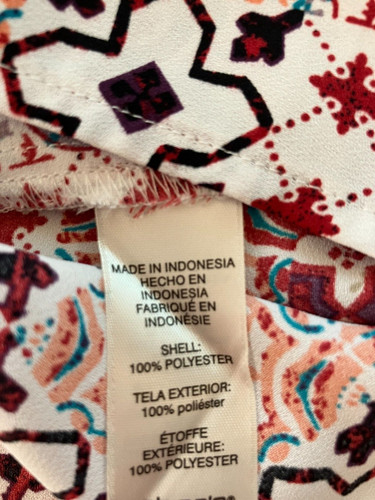 MADE IN INDONESIA
HECHO EN
INDONESIA
FABRIQUÉ EN
INDONÉSIE
SHELL:
100% POLYESTER
TELA EXTERIOR:
100% poliéster
ÉTOFFE
EXTÉRIEURE:
100% POLYESTER